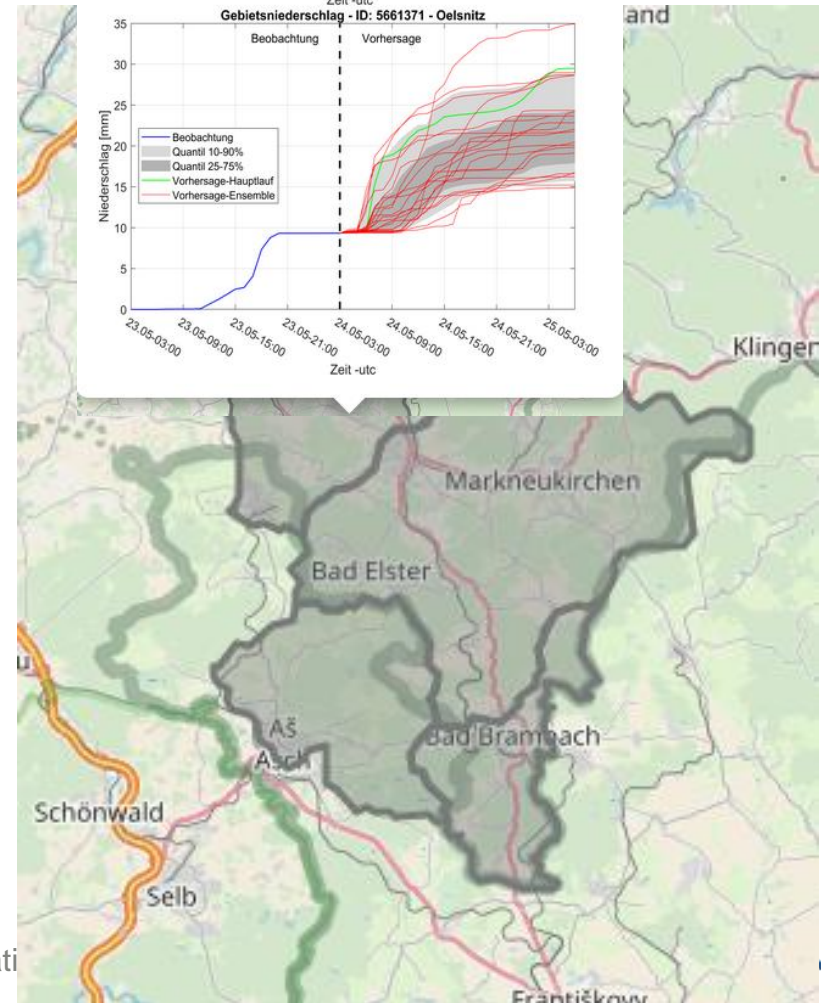 Zeit -utc
Gebietsniederschlag - ID: 5661371 - Oelsnitz
Beobachtung
Vorhersage
Niederschlag [mm]
35
30
25
20
15
10
5
0
Beobachtung
Quantil 10-90%
Quantil 25-75%
Vorhersage-Hauptlauf
Vorhersage-Ensemble
23.05-03:00
23.05-09:00
23.05-15:00
23.05-21:00
24.05-03:00
24.05-09:00
24.05-15:00
24.05-21:00
25.05-03:00
Zeit -utc
and
Klingen
Markneukirchen
Bad Elster
u
Aš
Asch
Bad Brambach
Schönwald
Selb
ati
Františkovy